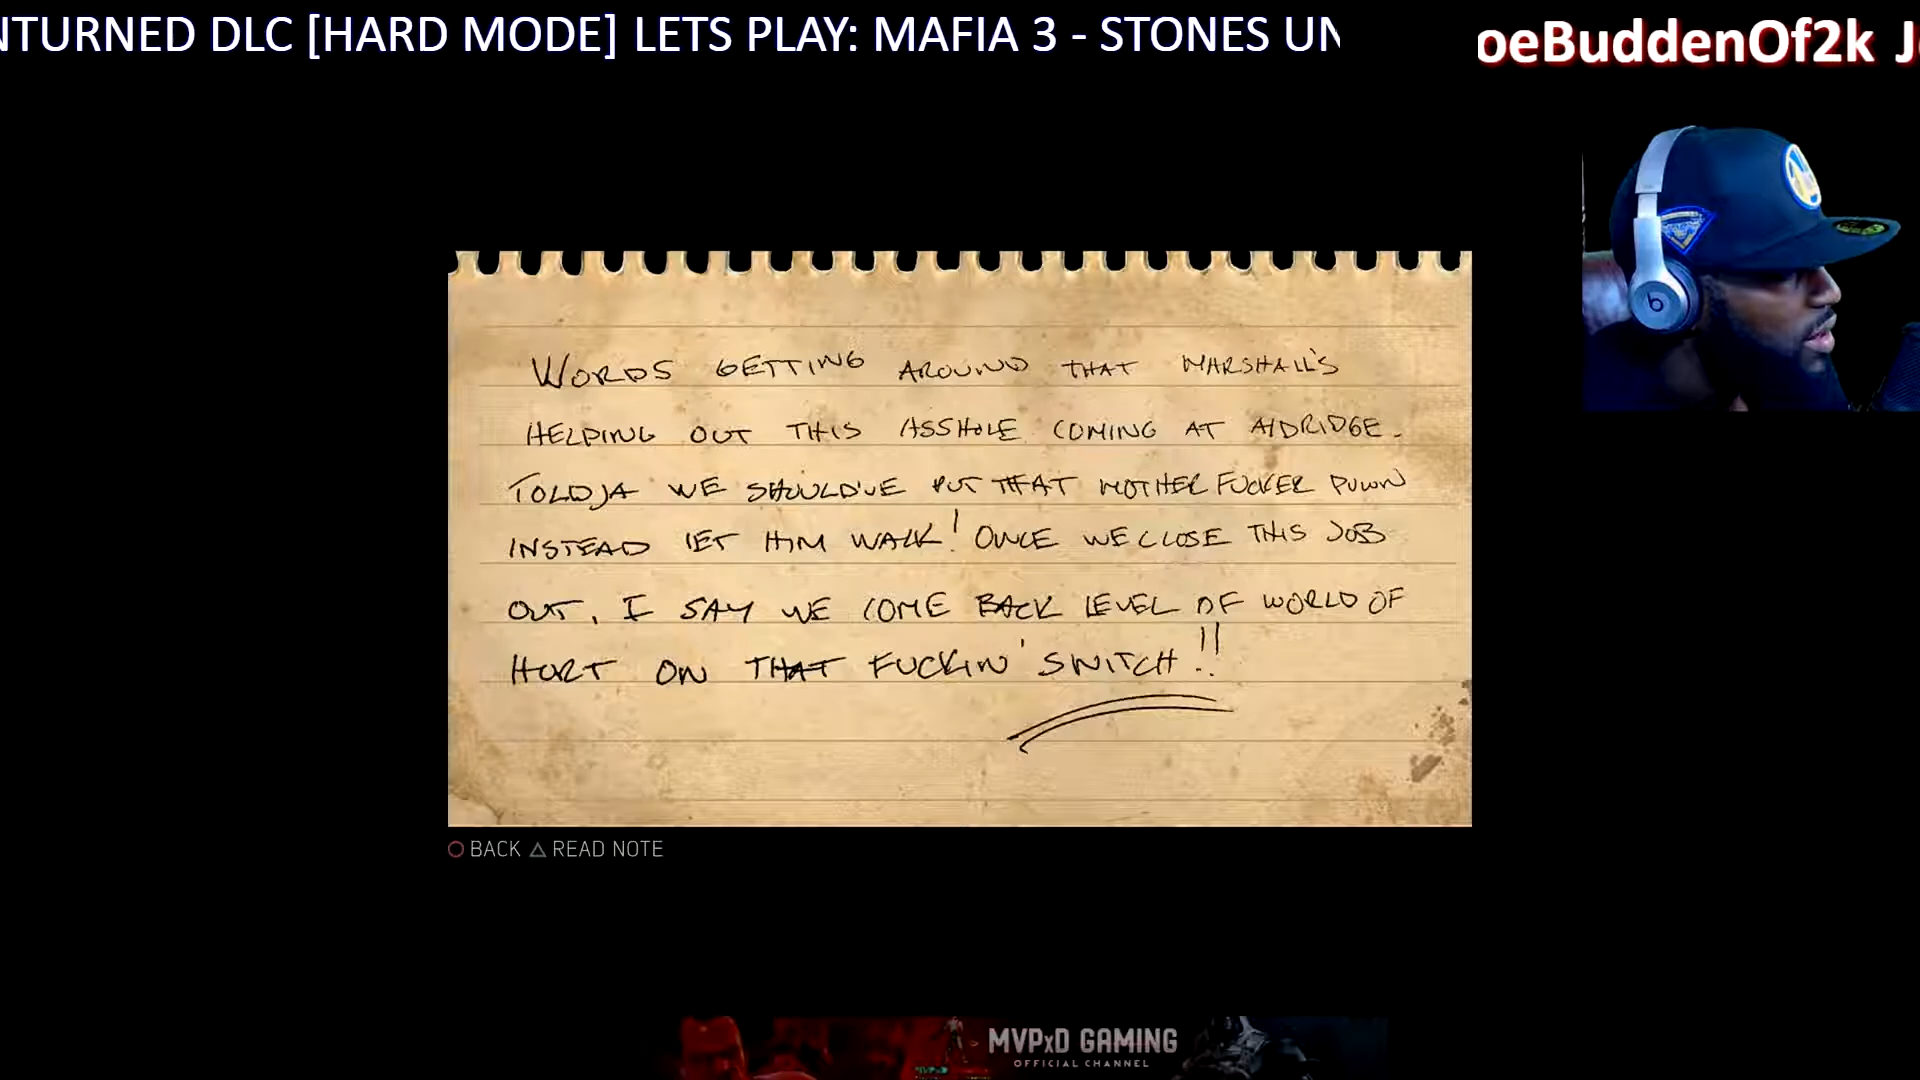 NTURNED DLC [HARD MODE] LETS PLAY: MAFIA 3 - STONES UN
oeBuddenOf2k J
WORDS GETTING AROUND THAT MARSHALL'S
HELPING OUT THIS ASSHOLE COMING AT ALDRIDGE.
TOLDJA WE SHOULD'VE PUT THAT MOTHER FUCKER DOWN
INSTEAD LET HIM WALK! ONCE WE CLOSE THIS JOB
OUT, I SAY WE COME BACK LEVEL OF WORLD OF
HURT ON THAT FUCKIN' SNITCH!!
BACK READ NOTE
MVPxD GAMING
OFFICIAL CHANNEL